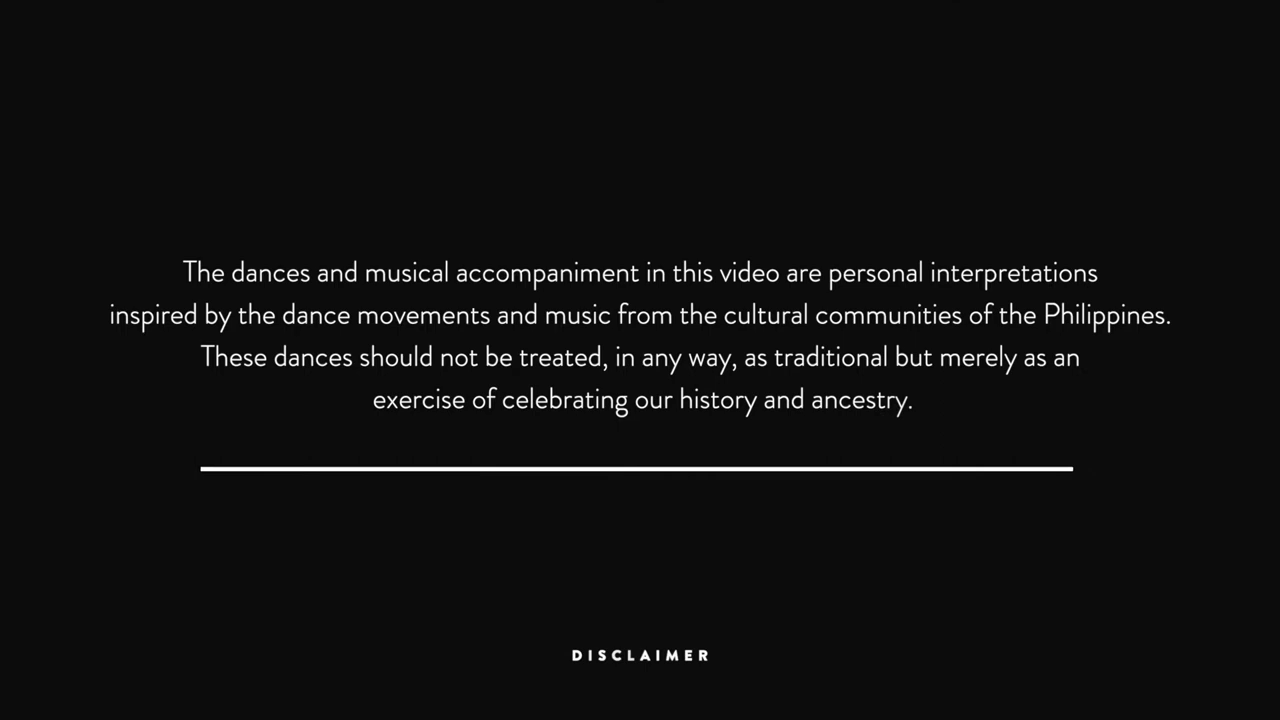 The dances and musical accompaniment in this video are personal interpretations
inspired by the dance movements and music from the cultural communities of the Philippines.
These dances should not be treated, in any way, as traditional but merely as an
exercise of celebrating our history and ancestry.
DISCLAIMER